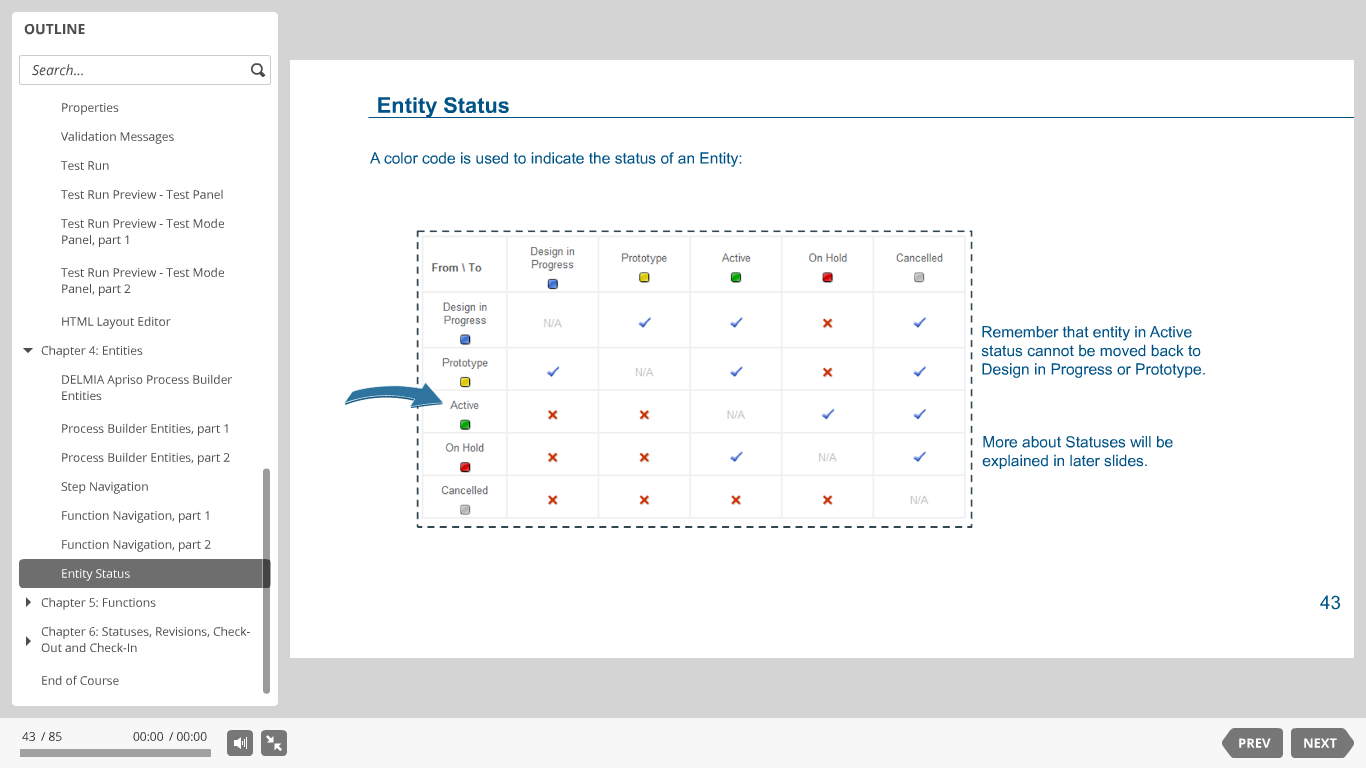 OUTLINE
Search...
Properties
Validation Messages
Test Run
Test Run Preview - Test Panel
Test Run Preview - Test Mode
Panel, part 1
Test Run Preview - Test Mode
Panel, part 2
HTML Layout Editor
Chapter 4: Entities
DELMIA Apriso Process Builder
Entities
Process Builder Entities, part 1
Process Builder Entities, part 2
Step Navigation
Function Navigation, part 1
Function Navigation, part 2
Entity Status
Chapter 5: Functions
Chapter 6: Statuses, Revisions, Check-
Out and Check-In
End of Course
Entity Status
A color code is used to indicate the status of an Entity:
From \ To
Design in
Progress
Prototype
Active
On Hold
Cancelled
Design in
Progress
N/A
Prototype
N/A
Active
N/A
On Hold
N/A
Cancelled
N/A
Remember that entity in Active
status cannot be moved back to
Design in Progress or Prototype.
More about Statuses will be
explained in later slides.
43
43 / 85
00:00 / 00:00
PREV
NEXT